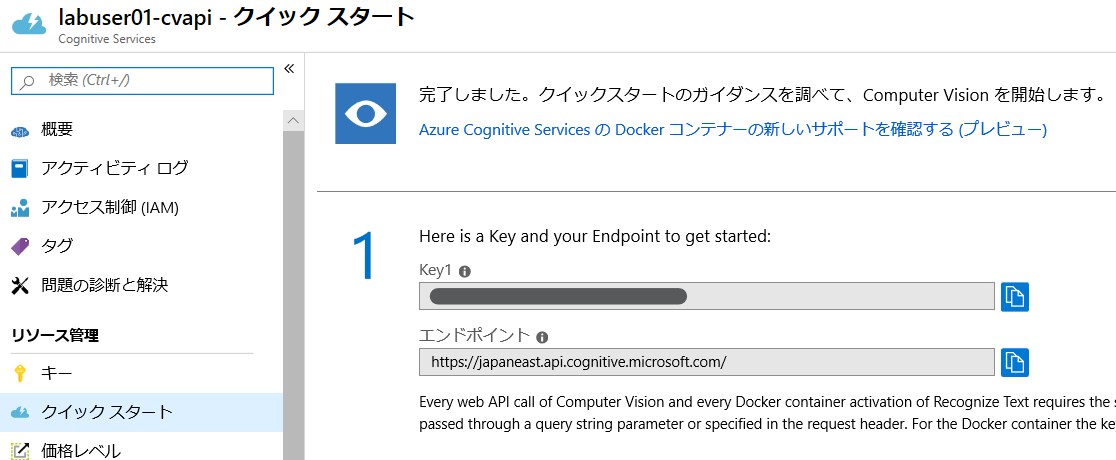 labuser01-cvapi - クイック スタート
Cognitive Services
検索 (Ctrl+/)
«
概要
アクティビティ ログ
アクセス制御 (IAM)
タグ
問題の診断と解決
リソース管理
キー
クイック スタート
価格レベル
完了しました。クイックスタートのガイダンスを調べて、Computer Vision を開始します。
Azure Cognitive Services の Docker コンテナーの新しいサポートを確認する (プレビュー)
1
Here is a Key and your Endpoint to get started:
Key1
エンドポイント
https://japaneast.api.cognitive.microsoft.com/
Every web API call of Computer Vision and every Docker container activation of Recognize Text requires the
passed through a query string parameter or specified in the request header. For the Docker container the